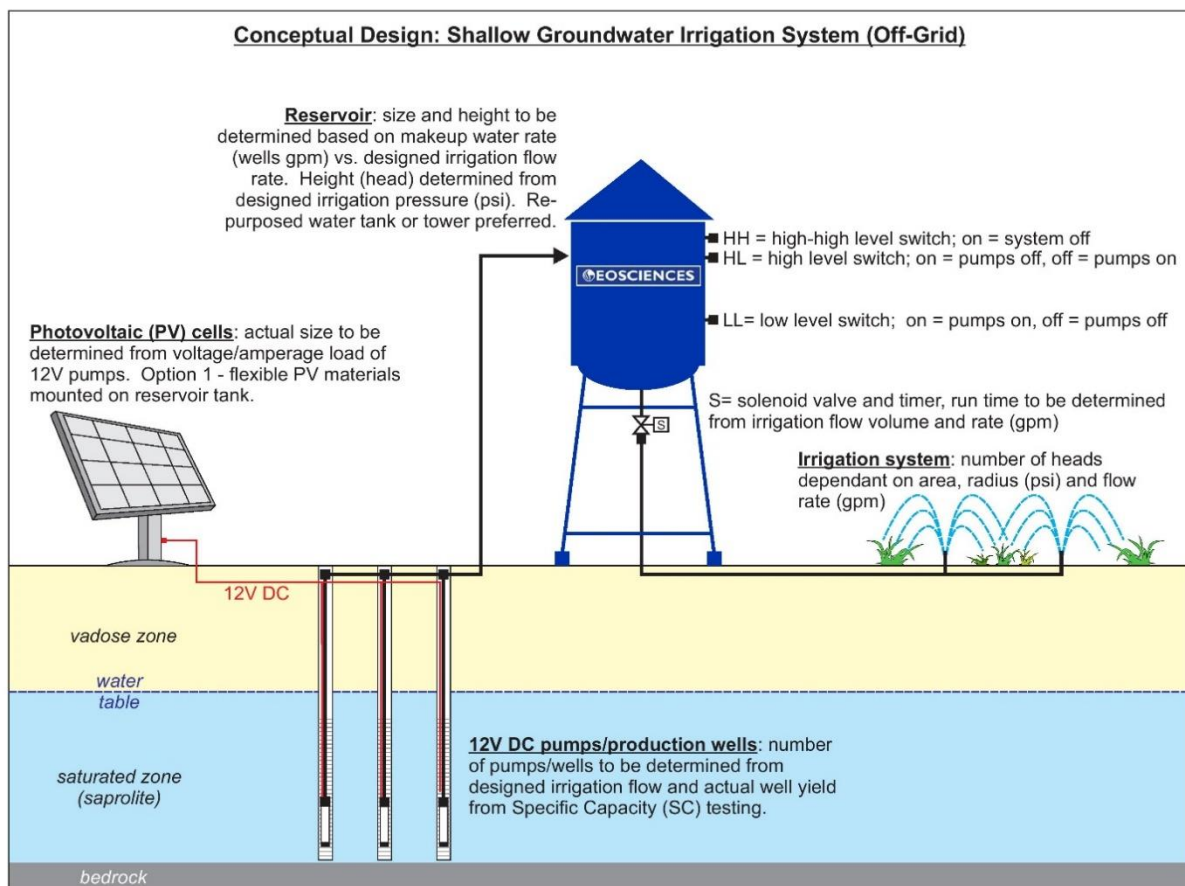 Conceptual Design: Shallow Groundwater Irrigation System (Off-Grid)
Reservoir: size and height to be
determined based on makeup water rate
(wells gpm) vs. designed irrigation flow
rate. Height (head) determined from
designed irrigation pressure (psi). Re-
purposed water tank or tower preferred.
HH = high-high level switch; on = system off
HL = high level switch; on = pumps off, off = pumps on
EOSCIENCES
LL= low level switch; on = pumps on, off = pumps off
Photovoltaic (PV) cells: actual size to be
determined from voltage/amperage load of
12V pumps. Option 1 - flexible PV materials
mounted on reservoir tank.
S= solenoid valve and timer, run time to be determined
from irrigation flow volume and rate (gpm)
S
Irrigation system: number of heads
dependant on area, radius (psi) and flow
rate (gpm)
12V DC
vadose zone
water
table
12V DC pumps/production wells: number
of pumps/wells to be determined from
designed irrigation flow and actual well yield
from Specific Capacity (SC) testing.
saturated zone
(saprolite)
bedrock